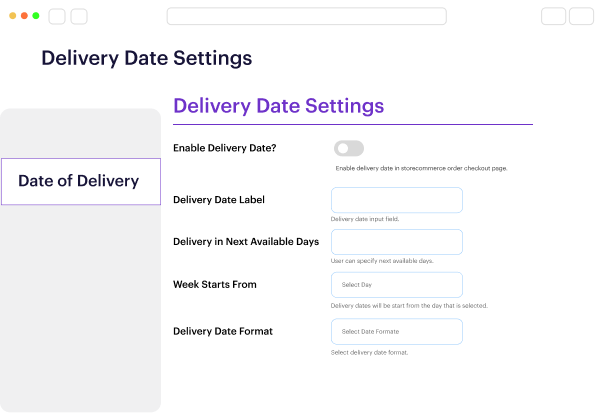 Delivery Date Settings
Delivery Date Settings
Enable Delivery Date?
Enable delivery date in storecommerce order checkout page.
Date of Delivery
Delivery Date Label
Delivery date input field.
Delivery in Next Available Days
User can specify next available days.
Week Starts From
Select Day
Delivery dates will be start from the day that is selected.
Delivery Date Format
Select Date Formate
Select delivery date format.